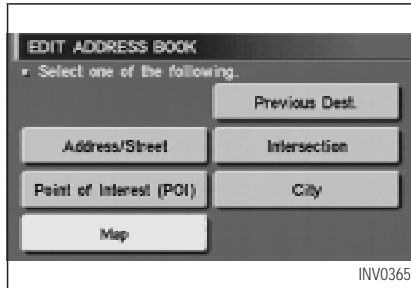 EDIT ADDRESS BOOK
Select one of the following.
Previous Dest.
Address/Street
Intersection
Point of Interest (POI)
City
Map
INV0365